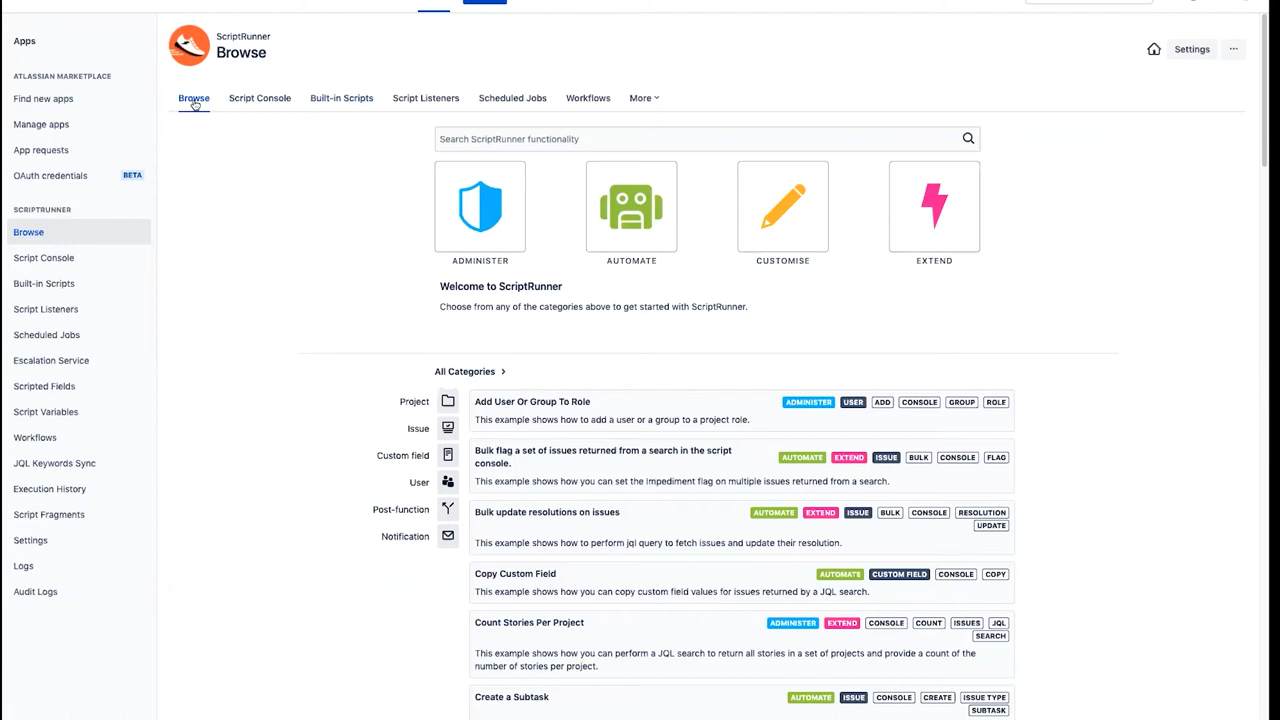 Apps
ATLASSIAN MARKETPLACE
Find new apps
Manage apps
App requests
OAuth credentials BETA
SCRIPTRUNNER
Browse
Script Console
Built-in Scripts
Script Listeners
Scheduled Jobs
Escalation Service
Scripted Fields
Script Variables
Workflows
JQL Keywords Sync
Execution History
Script Fragments
Settings
Logs
Audit Logs
ScriptRunner
Browse
Settings
Browse Script Console Built-in Scripts Script Listeners Scheduled Jobs Workflows More
Search ScriptRunner functionality
ADMINISTER AUTOMATE CUSTOMISE EXTEND
Welcome to ScriptRunner
Choose from any of the categories above to get started with ScriptRunner.
All Categories
Project
Issue
Custom field
User
Post-function
Notification
Add User Or Group To Role ADMINISTER USER ADD CONSOLE GROUP ROLE
This example shows how to add a user or a group to a project role.
Bulk flag a set of issues returned from a search in the script
console.
AUTOMATE EXTEND ISSUE BULK CONSOLE FLAG
This example shows how you can set the Impediment flag on multiple issues returned from a search.
Bulk update resolutions on issues AUTOMATE EXTEND ISSUE BULK CONSOLE RESOLUTION
UPDATE
This example shows how to perform jql query to fetch issues and update their resolution.
Copy Custom Field AUTOMATE CUSTOM FIELD CONSOLE COPY
This example shows how you can copy custom field values for issues returned by a JQL search.
Count Stories Per Project ADMINISTER EXTEND CONSOLE COUNT ISSUES JQL
SEARCH
This example shows how you can perform a JQL search to return all stories in a set of projects and provide a count of the
number of stories per project.
Create a Subtask AUTOMATE ISSUE CONSOLE CREATE ISSUE TYPE
SUBTASK